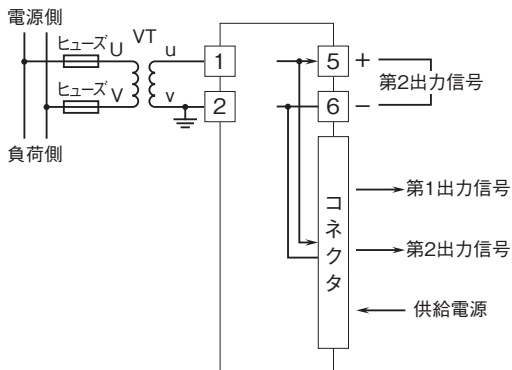 電源側
ヒューズ U VT u 1 5 +
第2出力信号
ヒューズ V v 2 6 −
負荷側
コネクタ
第1出力信号
第2出力信号
供給電源